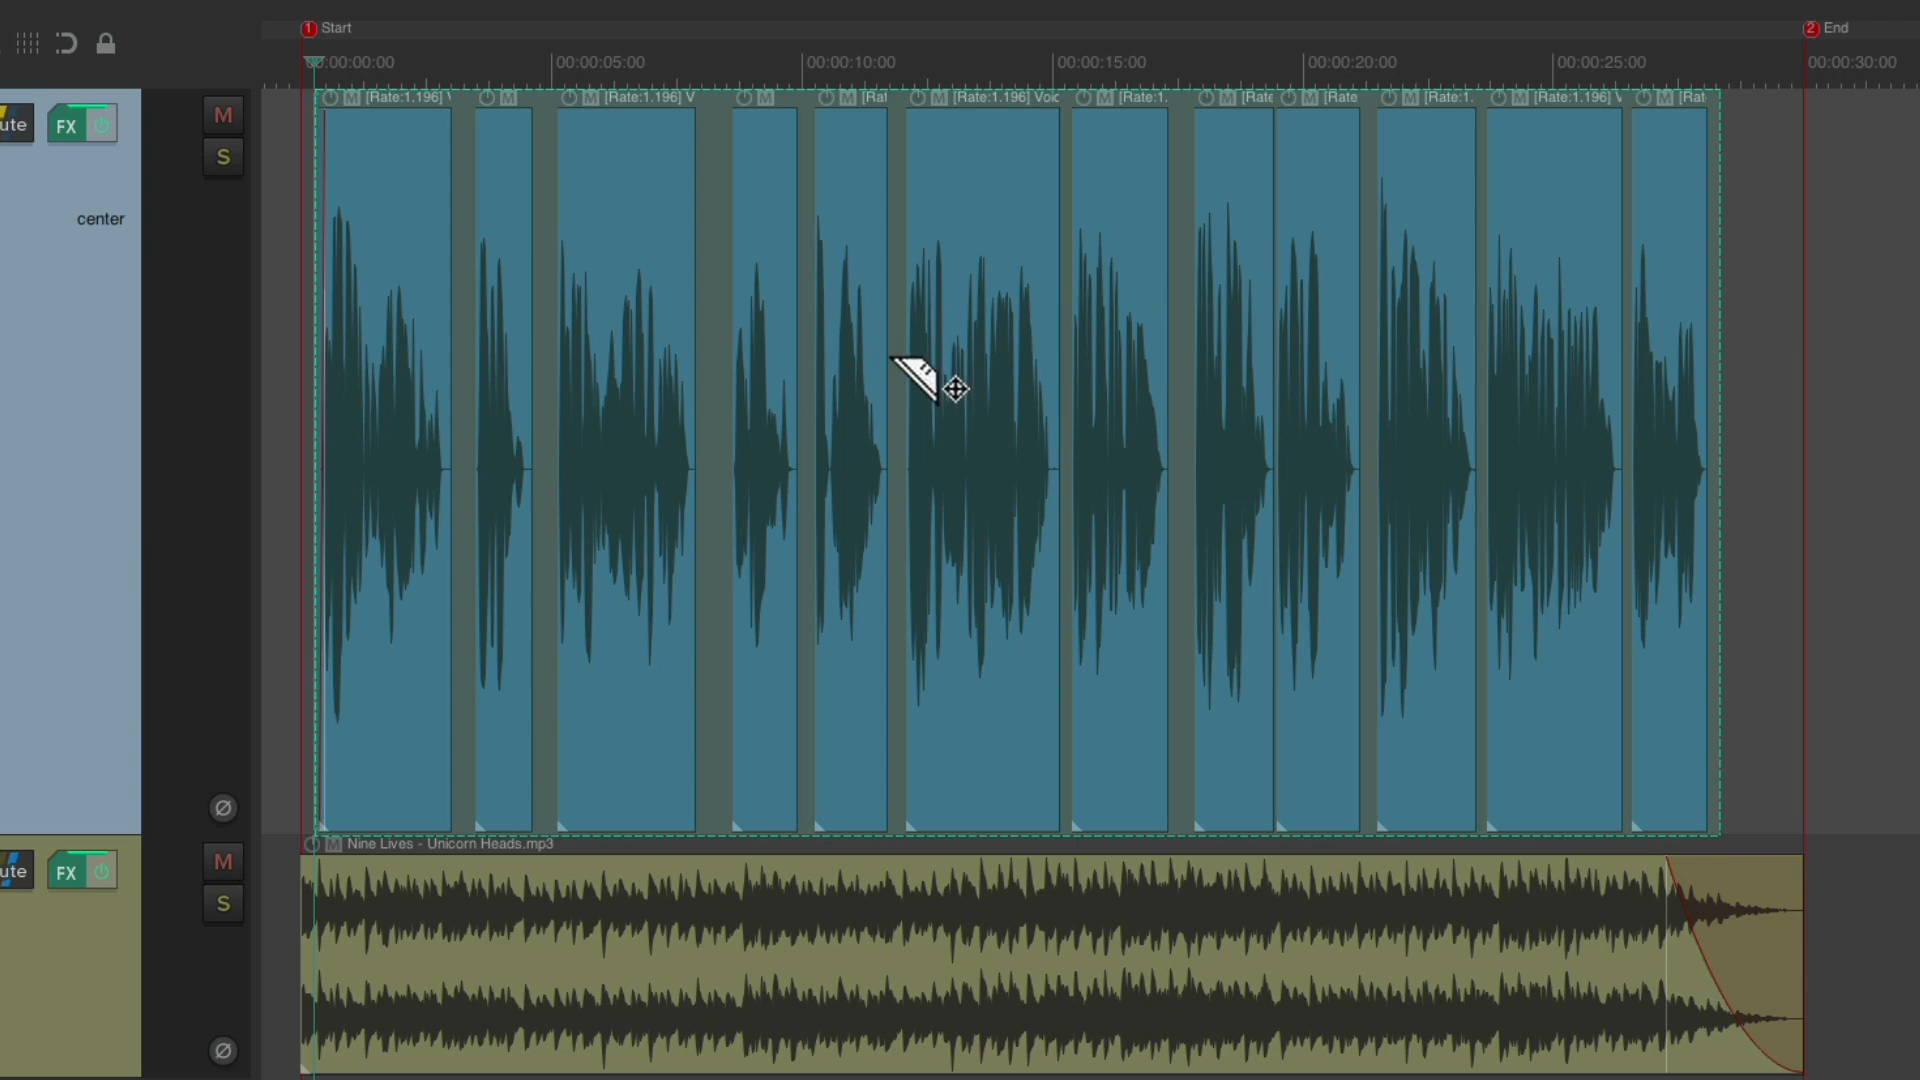 1 Start
2 End
00:00:00:00
00:00:05:00
00:00:10:00
00:00:15:00
00:00:20:00
00:00:25:00
00:00:30:00
M [Rate:1.196] V
M
M [Rate:1.196] V
M
M [Rat
M [Rate:1.196] Voic
M [Rate:1.
M [Rate
M [Rate
M [Rate:1.
M [Rate:1.196] V
M [Rat
ute
FX
M
S
center
M Nine Lives - Unicorn Heads.mp3
ute
FX
M
S